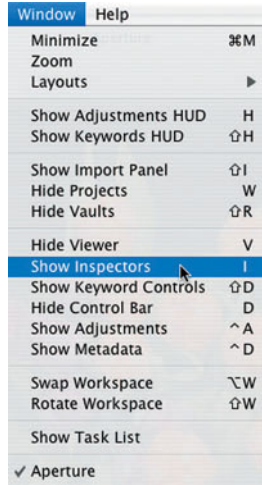 Window Help
Minimize ⌘M
Zoom
Layouts ▶
Show Adjustments HUD H
Show Keywords HUD ⇧H
Show Import Panel ⇧I
Hide Projects W
Hide Vaults ⇧R
Hide Viewer V
Show Inspectors I
Show Keyword Controls ⇧D
Hide Control Bar D
Show Adjustments ^A
Show Metadata ^D
Swap Workspace ⌥W
Rotate Workspace ⇧W
Show Task List
✓ Aperture